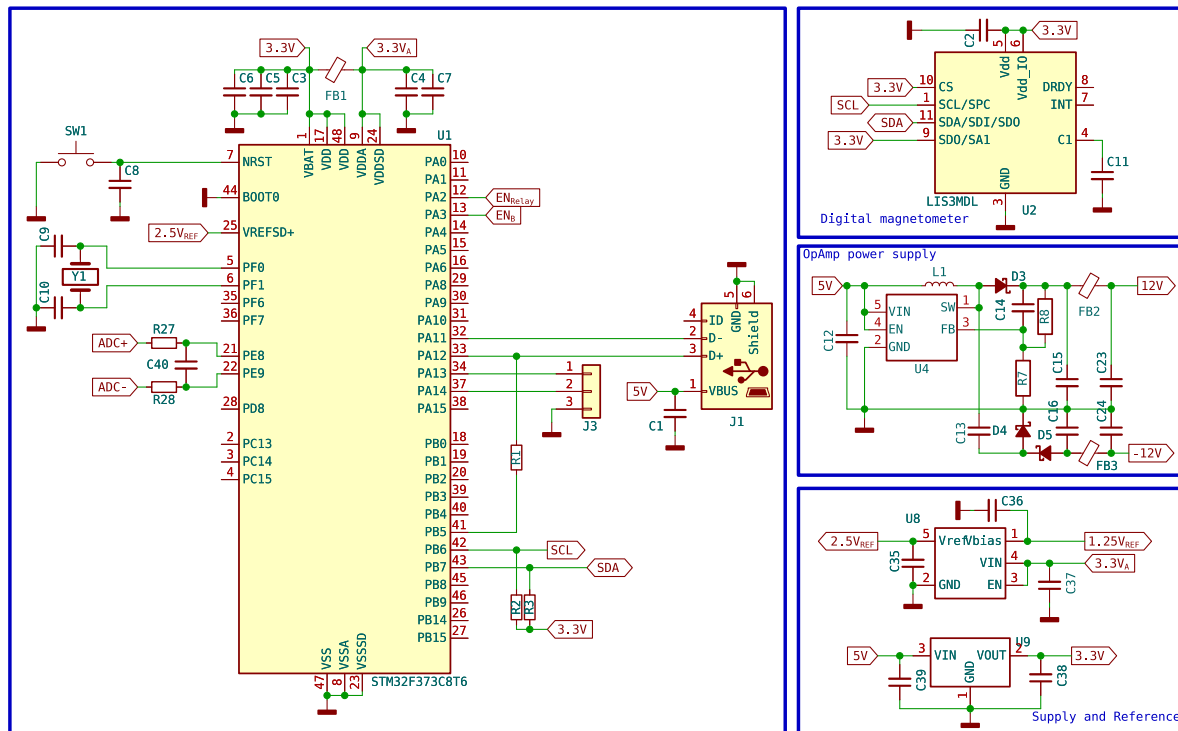 3.3V
3.3VA
C6
C5
C3
FB1
C4
C7
SW1
C8
U1
1
17
48
9
24
VBAT
VDD
VDD
VDDA
VDDSD
7
NRST
44
BOOT0
2.5VREF
25
VREFSD+
C9
Y1
C10
5
PF0
6
PF1
35
PF6
36
PF7
ADC+
R27
C40
21
PE8
ADC-
R28
22
PE9
28
PD8
2
PC13
3
PC14
4
PC15
PA0
10
PA1
11
PA2
12
ENRelay
PA3
13
ENB
PA4
14
PA5
15
PA6
16
PA8
29
PA9
30
PA10
31
PA11
32
PA12
33
PA13
34
PA14
37
PA15
38
PB0
18
PB1
19
PB2
20
PB3
39
PB4
40
PB5
41
PB6
42
SCL
PB7
43
SDA
PB8
45
PB9
46
PB14
26
PB15
27
R1
R2
R3
3.3V
VSS
VSSA
VSSSD
47
8
23
STM32F373C8T6
1
2
3
J3
5
6
GND
Shield
4
ID
2
D-
3
D+
5V
1
VBUS
C1
J1
C2
3.3V
5
6
Vdd
Vdd_IO
3.3V
10
CS
SCL
1
SCL/SPC
SDA
11
SDA/SDI/SDO
3.3V
9
SDO/SA1
DRDY
8
INT
7
C1
4
C11
GND
3
LIS3MDL
U2
Digital magnetometer
OpAmp power supply
5V
L1
D3
12V
C12
5
VIN
4
EN
2
GND
SW
1
FB
3
U4
C14
R8
FB2
R7
C15
C23
C13
D4
D5
C16
C24
FB3
-12V
U8
C36
2.5VREF
5
Vref
Vbias
1
1.25VREF
C35
VIN
4
3.3VA
2
GND
EN
3
C37
U9
5V
3
VIN
VOUT
2
3.3V
C39
GND
1
C38
Supply and Reference